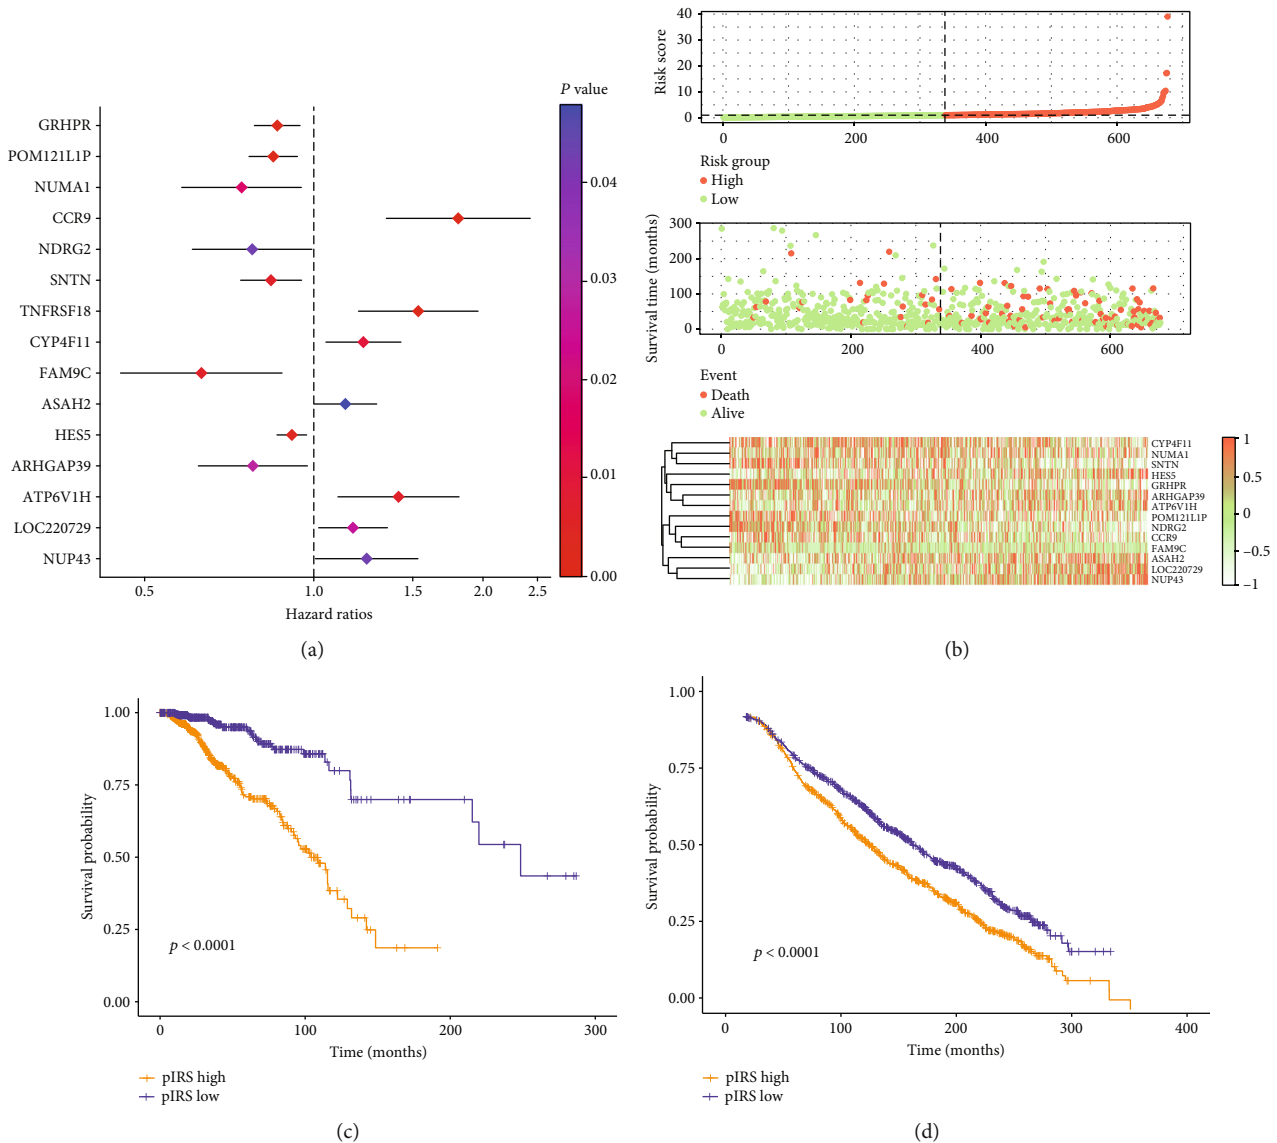 P value
GRHPR
POM121L1P
NUMA1
CCR9
NDRG2
SNTN
TNFRSF18
CYP4F11
FAM9C
ASAH2
HES5
ARHGAP39
ATP6V1H
LOC220729
NUP43
0.04
0.03
0.02
0.01
0.00
0.5
1.0
1.5
2.0
2.5
Hazard ratios
(a)
Risk score
40
30
20
10
0
0
200
400
600
Risk group
High
Low
Survival time (months)
300
200
100
0
0
200
400
600
Event
Death
Alive
CYP4F11
NUMA1
SNTN
HES5
GRHPR
ARHGAP39
ATP6V1H
POM121L1P
NDRG2
CCR9
FAM9C
ASAH2
LOC220729
NUP43
1
0.5
0
−0.5
−1
(b)
Survival probability
1.00
0.75
0.50
0.25
0.00
p < 0.0001
0
100
200
300
Time (months)
pIRS high
pIRS low
(c)
Survival probability
1.00
0.75
0.50
0.25
0.00
p < 0.0001
0
100
200
300
400
Time (months)
pIRS high
pIRS low
(d)